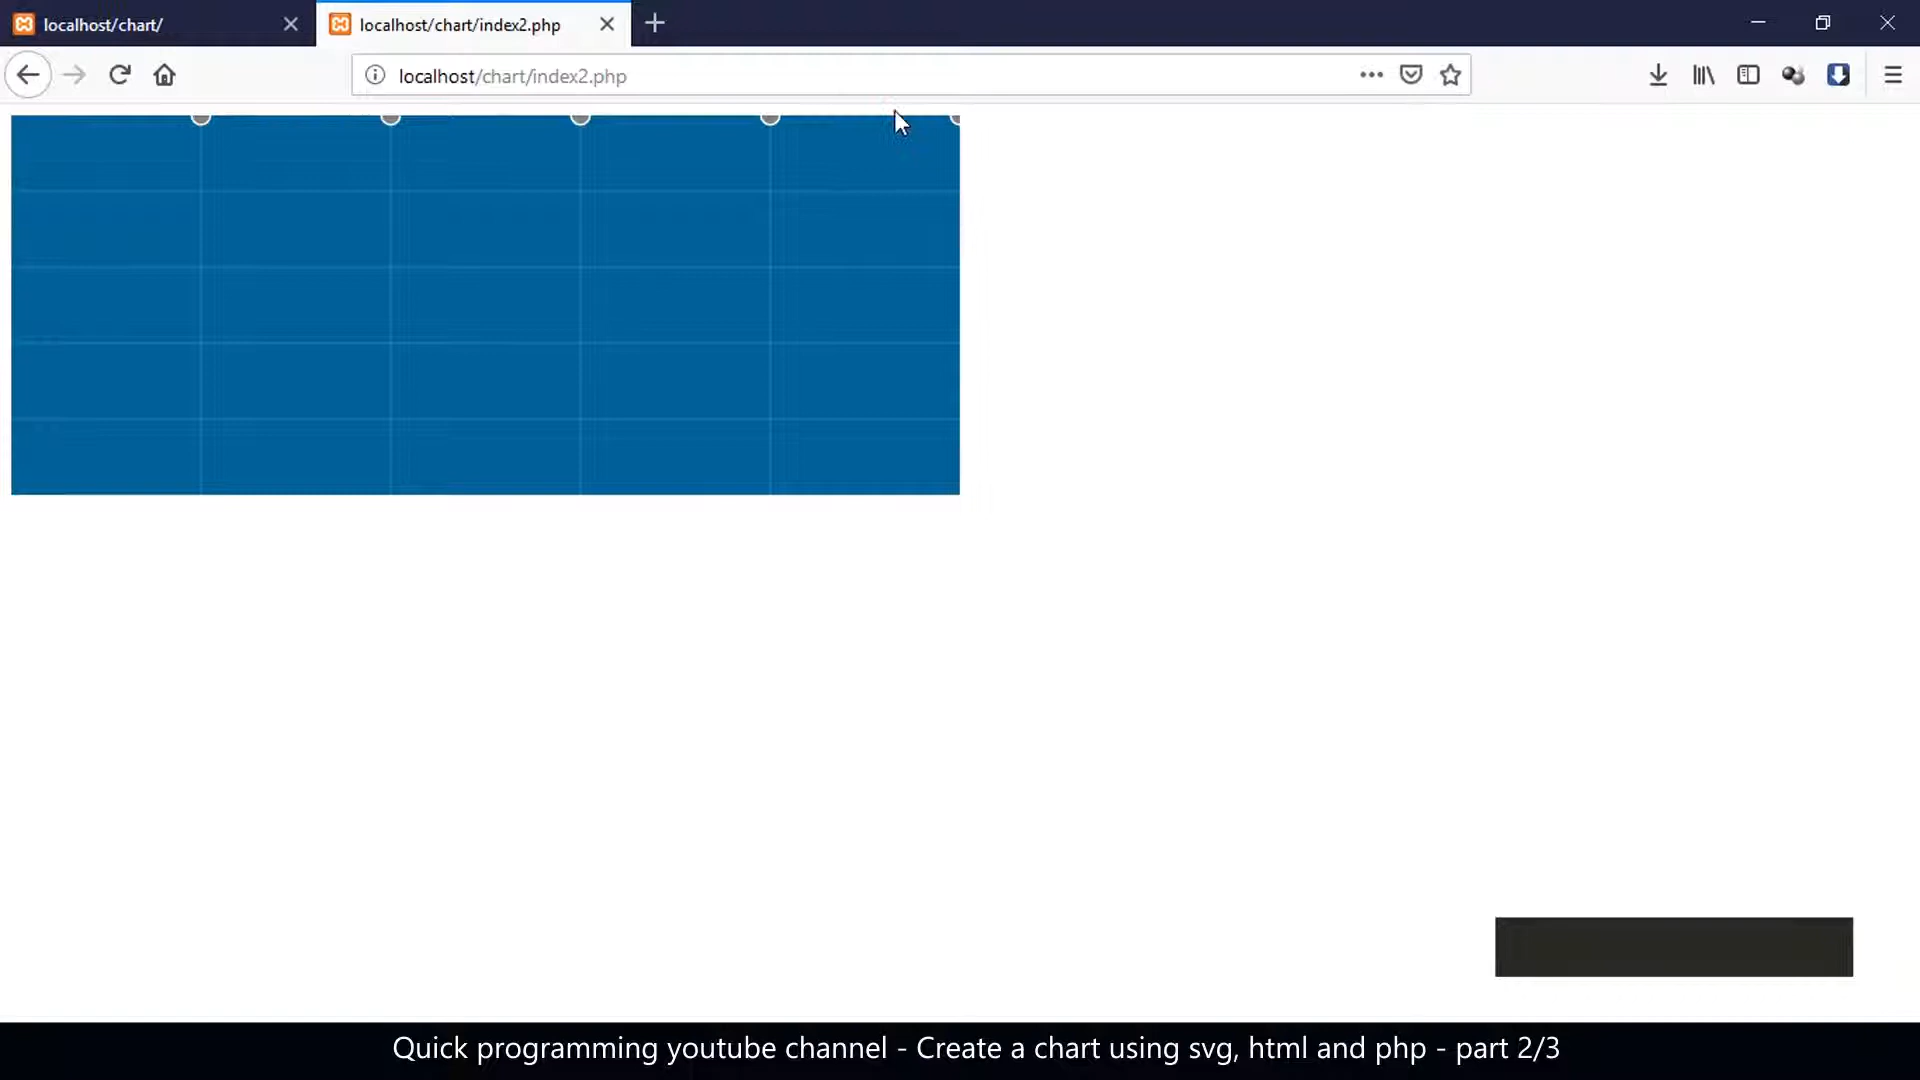 localhost/chart/
localhost/chart/index2.php
localhost/chart/index2.php
Quick programming youtube channel - Create a chart using svg, html and php - part 2/3